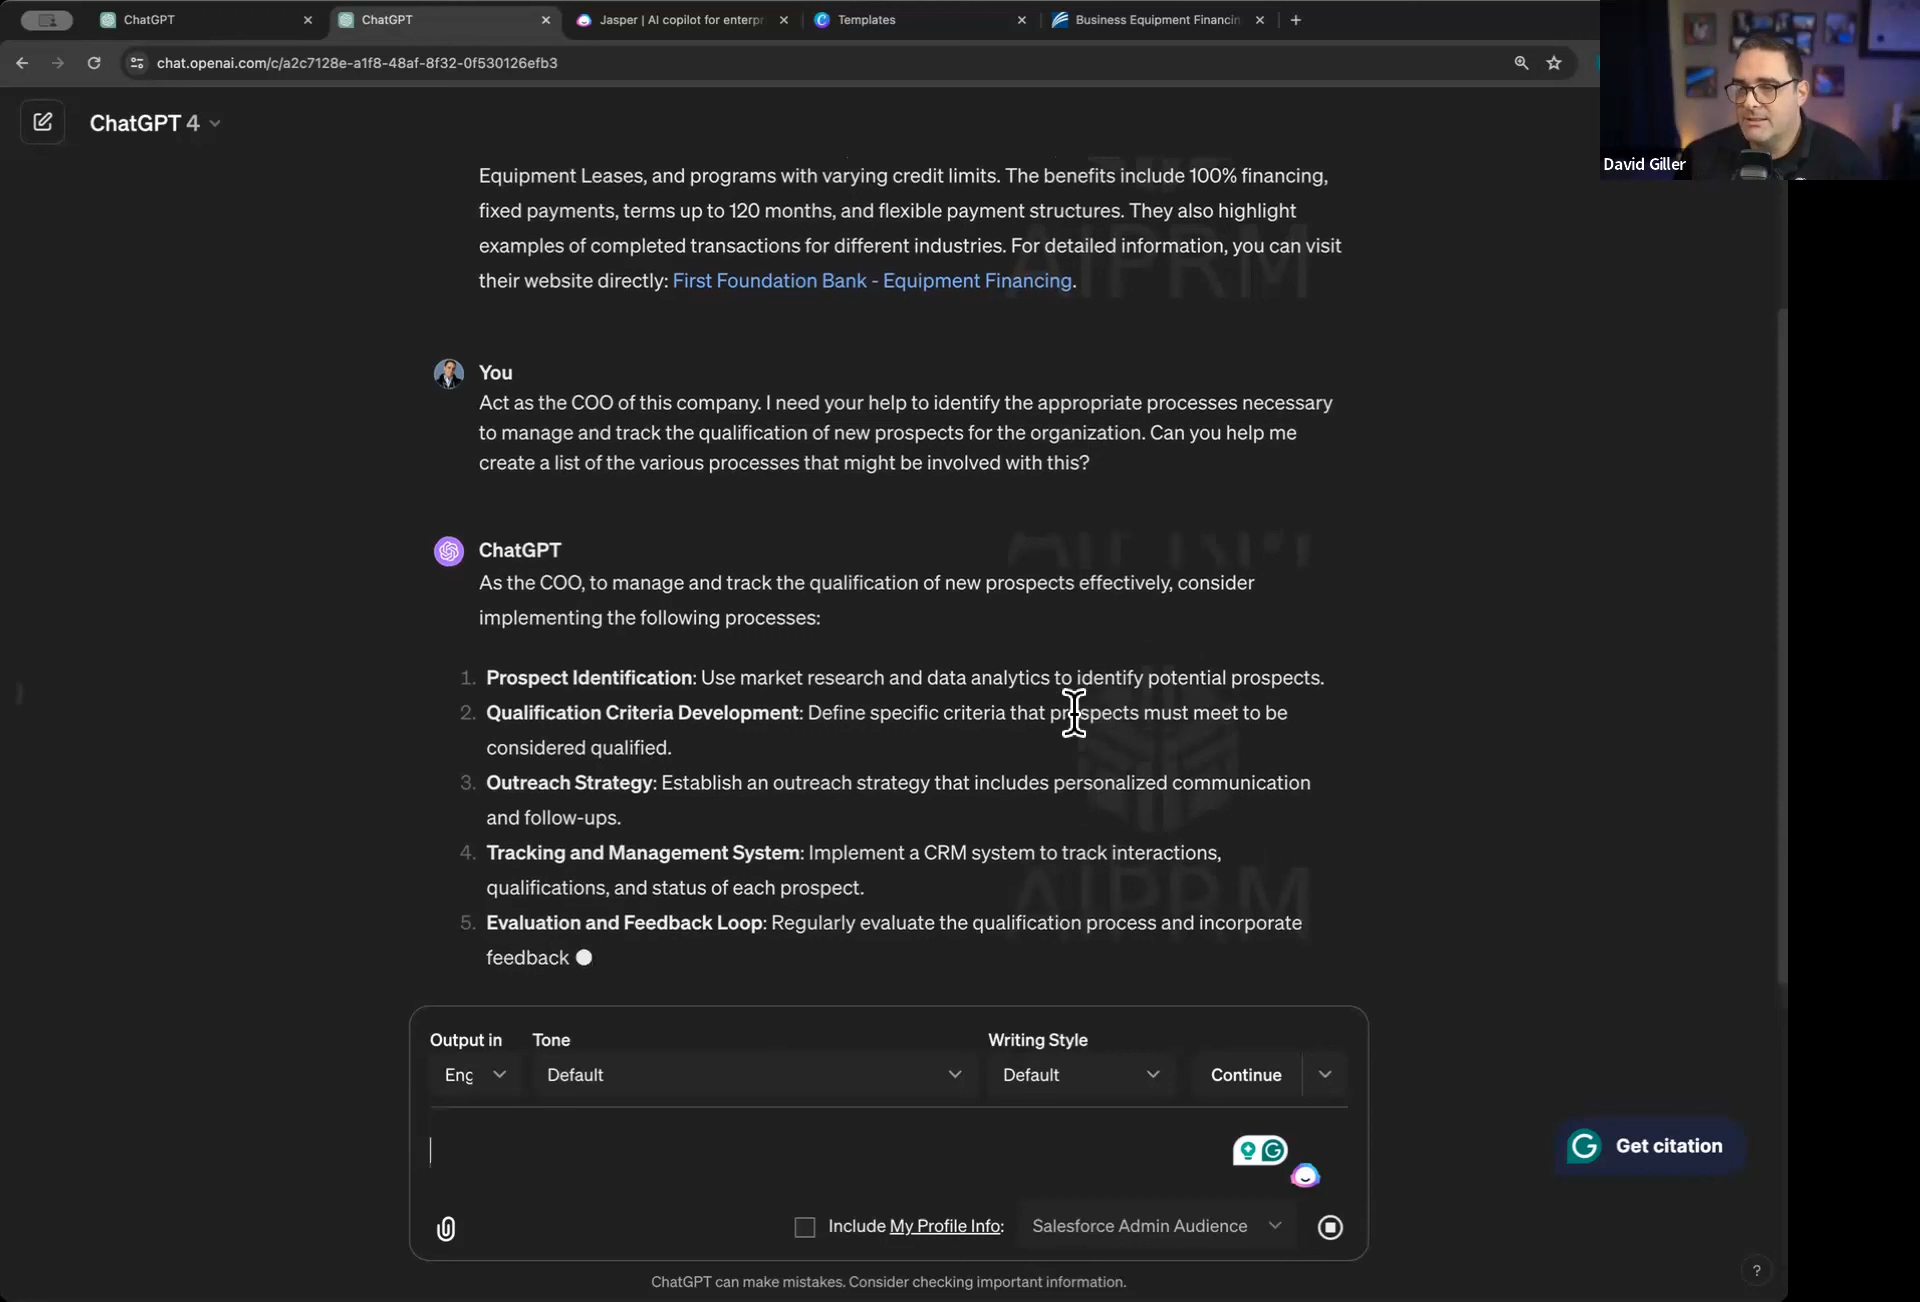 ChatGPT
ChatGPT
Jasper | AI copilot for enterpr
Templates
Business Equipment Financin
chat.openai.com/c/a2c7128e-a1f8-48af-8f32-0f530126efb3
David Giller
ChatGPT 4
Equipment Leases, and programs with varying credit limits. The benefits include 100% financing,
fixed payments, terms up to 120 months, and flexible payment structures. They also highlight
examples of completed transactions for different industries. For detailed information, you can visit
their website directly: First Foundation Bank - Equipment Financing.
AIPRM
You
Act as the COO of this company. I need your help to identify the appropriate processes necessary
to manage and track the qualification of new prospects for the organization. Can you help me
create a list of the various processes that might be involved with this?
ChatGPT
As the COO, to manage and track the qualification of new prospects effectively, consider
implementing the following processes:
1. Prospect Identification: Use market research and data analytics to identify potential prospects.
2. Qualification Criteria Development: Define specific criteria that prospects must meet to be
considered qualified.
3. Outreach Strategy: Establish an outreach strategy that includes personalized communication
and follow-ups.
4. Tracking and Management System: Implement a CRM system to track interactions,
qualifications, and status of each prospect.
AIPRM
5. Evaluation and Feedback Loop: Regularly evaluate the qualification process and incorporate
feedback
Output in
Tone
Writing Style
Eng
Default
Default
Continue
Get citation
Include My Profile Info:
Salesforce Admin Audience
ChatGPT can make mistakes. Consider checking important information.
?